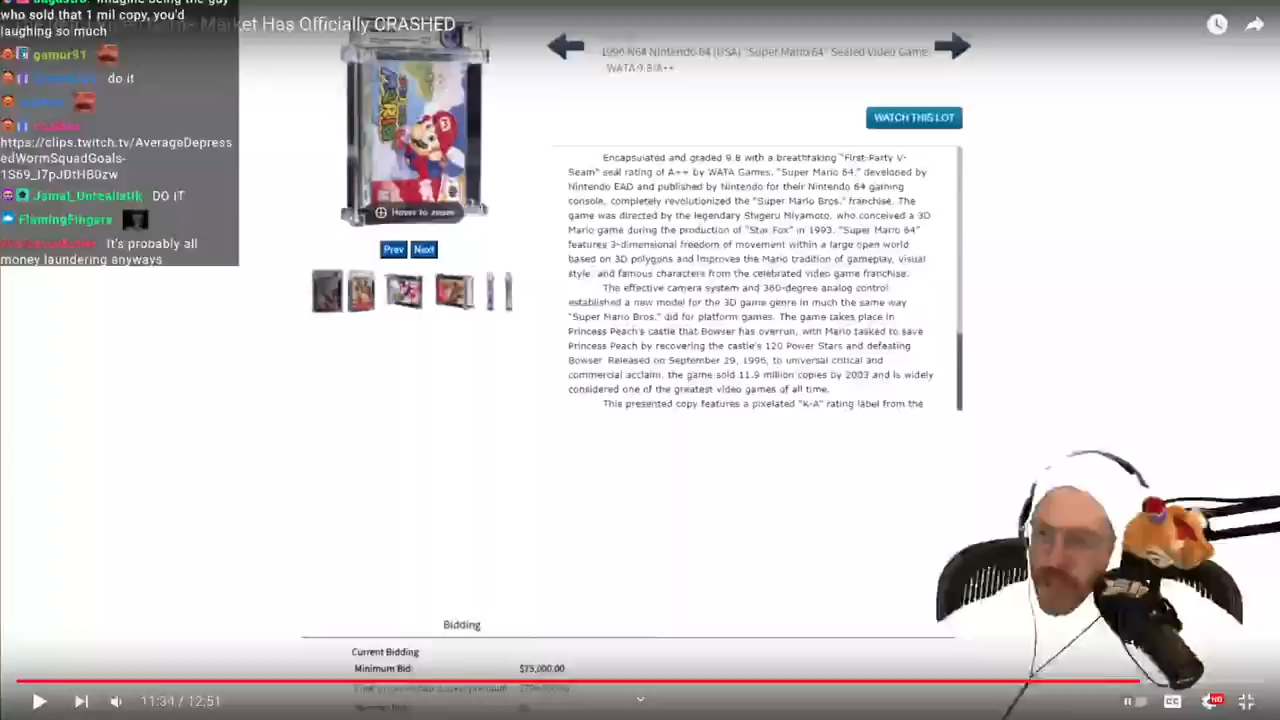 who sold that 1 mil copy, you'd
laughing so much
Market Has Officially CRASHED
gamur91
do it
https://clips.twitch.tv/AverageDepress
edWormSquadGoals-
1S69_I7pJDtHB0zw
Jamal_Unrealistik DO IT
FlamingFingers
It's probably all
money laundering anyways
1996 N64 Nintendo 64 (USA) "Super Mario 64" Sealed Video Game
WATA 9.8/A++
WATCH THIS LOT
Encapsulated and graded 9.8 with a breathtaking "First-Party V-
Seam" seal rating of A++ by WATA Games. "Super Mario 64," developed by
Nintendo EAD and published by Nintendo for their Nintendo 64 gaming
console, completely revolutionized the "Super Mario Bros." franchise. The
game was directed by the legendary Shigeru Miyamoto, who conceived a 3D
Mario game during the production of "Star Fox" in 1993. "Super Mario 64"
features 3-dimensional freedom of movement within a large open world
based on 3D polygons and improves the Mario tradition of gameplay, visual
style, and famous characters from the celebrated video game franchise.
The effective camera system and 360-degree analog control
established a new model for the 3D game genre in much the same way
"Super Mario Bros." did for platform games. The game takes place in
Princess Peach's castle that Bowser has overrun, with Mario tasked to save
Princess Peach by recovering the castle's 120 Power Stars and defeating
Bowser. Released on September 29, 1996, to universal critical and
commercial acclaim, the game sold 11.9 million copies by 2003 and is widely
considered one of the greatest video games of all time.
This presented copy features a pixelated "K-A" rating label from the
Hover to zoom
Prev Next
Bidding
Current Bidding
Minimum Bid: $75,000.00
11:34 / 12:51
CC
HD